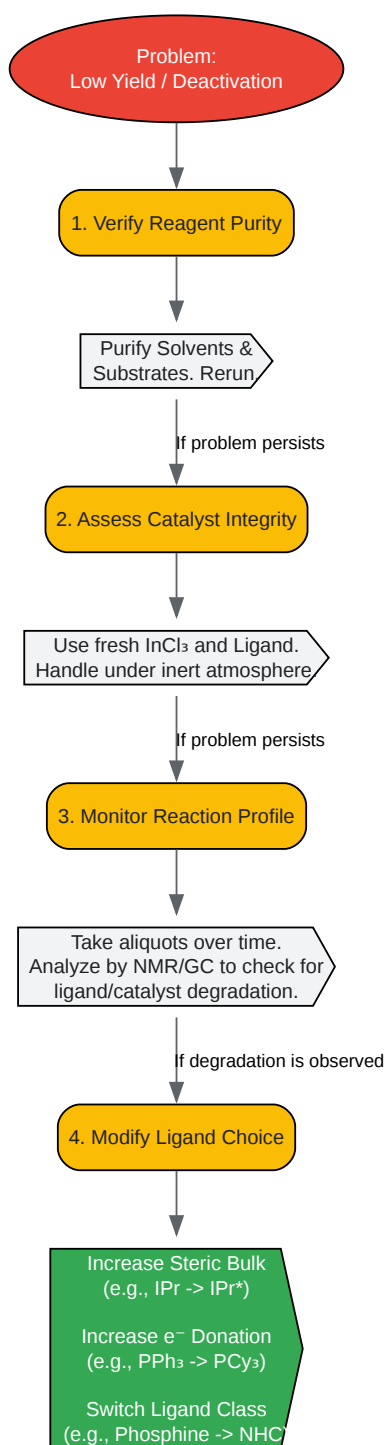 Problem:
Low Yield / Deactivation
1. Verify Reagent Purity
Purify Solvents &
Substrates. Rerun.
If problem persists
2. Assess Catalyst Integrity
Use fresh InCl₃ and Ligand.
Handle under inert atmosphere.
If problem persists
3. Monitor Reaction Profile
Take aliquots over time.
Analyze by NMR/GC to check for
ligand/catalyst degradation.
If degradation is observed
4. Modify Ligand Choice
Increase Steric Bulk
(e.g., IPr -> IPr*)
Increase e⁻ Donation
(e.g., PPh₃ -> PCy₃)
Switch Ligand Class
(e.g., Phosphine -> NHC)